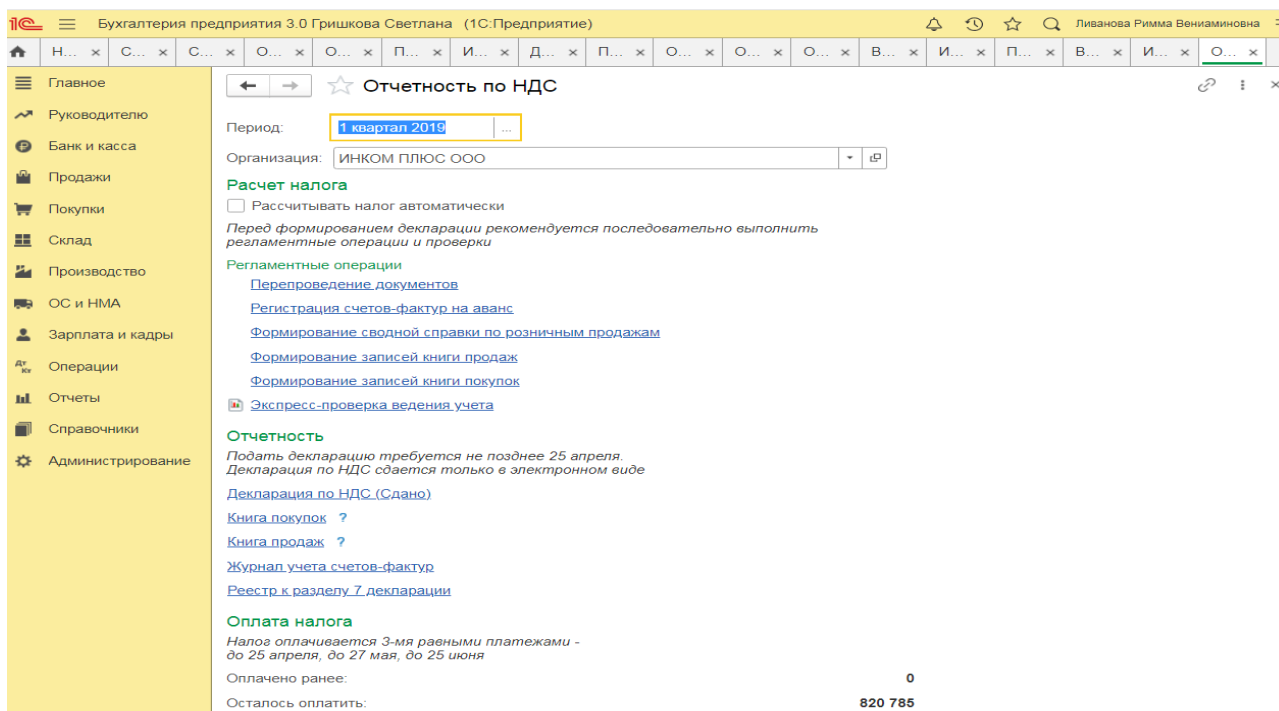 1С Бухгалтерия предприятия 3.0 Гришкова Светлана (1С:Предприятие) Ливанова Римма Вениаминовна
Н... × С... × С... × О... × О... × П... × И... × Д... × П... × О... × О... × О... × В... × И... × П... × В... × И... × О... ×
Главное
Руководителю
Банк и касса
Продажи
Покупки
Склад
Производство
ОС и НМА
Зарплата и кадры
Дт Кт Операции
Отчеты
Справочники
Администрирование
Отчетность по НДС
Период: 1 квартал 2019 ...
Организация: ИНКОМ ПЛЮС ООО
Расчет налога
Рассчитывать налог автоматически
Перед формированием декларации рекомендуется последовательно выполнить
регламентные операции и проверки
Регламентные операции
Перепроведение документов
Регистрация счетов-фактур на аванс
Формирование сводной справки по розничным продажам
Формирование записей книги продаж
Формирование записей книги покупок
Экспресс-проверка ведения учета
Отчетность
Подать декларацию требуется не позднее 25 апреля.
Декларация по НДС сдается только в электронном виде
Декларация по НДС (Сдано)
Книга покупок ?
Книга продаж ?
Журнал учета счетов-фактур
Реестр к разделу 7 декларации
Оплата налога
Налог оплачивается 3-мя равными платежами -
до 25 апреля, до 27 мая, до 25 июня
Оплачено ранее: 0
Осталось оплатить: 820 785